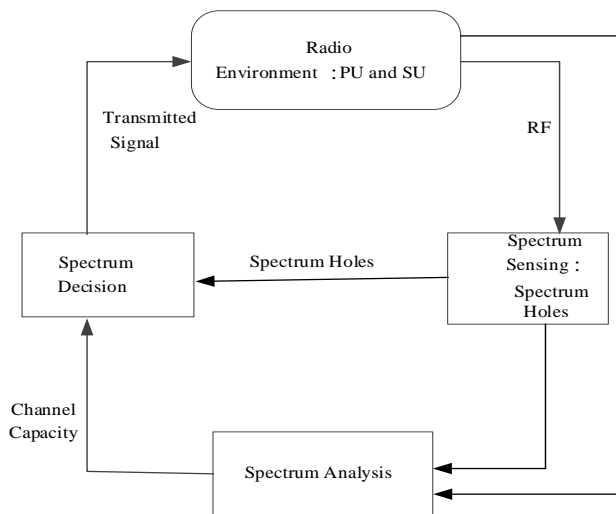 Radio
Environment ：PU and SU
Transmitted
Signal
RF
Spectrum
Decision
Spectrum Holes
Spectrum
Sensing：
Spectrum
Holes
Channel
Capacity
Spectrum Analysis